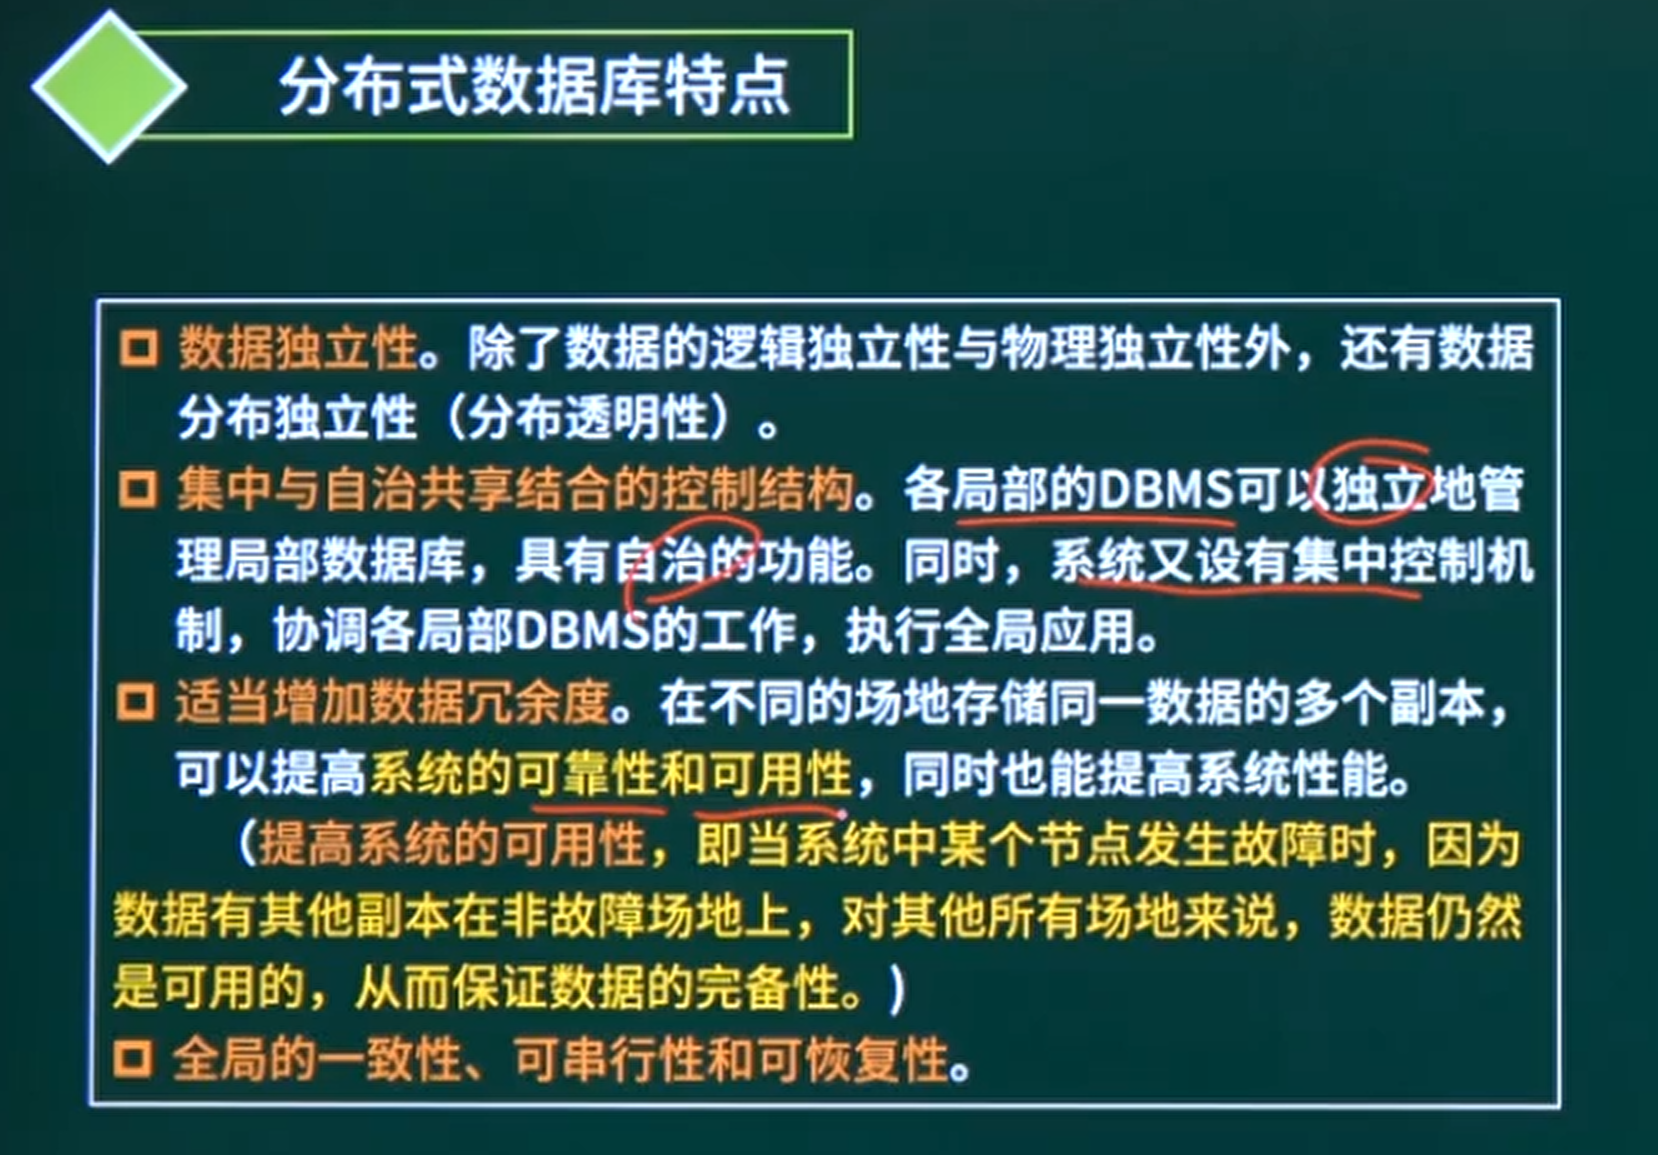 分布式数据库特点
数据独立性。除了数据的逻辑独立性与物理独立性外，还有数据
分布独立性（分布透明性）。
集中与自治共享结合的控制结构。各局部的DBMS可以独立地管
理局部数据库，具有自治的功能。同时，系统又设有集中控制机
制，协调各局部DBMS的工作，执行全局应用。
适当增加数据冗余度。在不同的场地存储同一数据的多个副本，
可以提高系统的可靠性和可用性，同时也能提高系统性能。
（提高系统的可用性，即当系统中某个节点发生故障时，因为
数据有其他副本在非故障场地上，对其他所有场地来说，数据仍然
是可用的，从而保证数据的完备性。）
全局的一致性、可串行性和可恢复性。